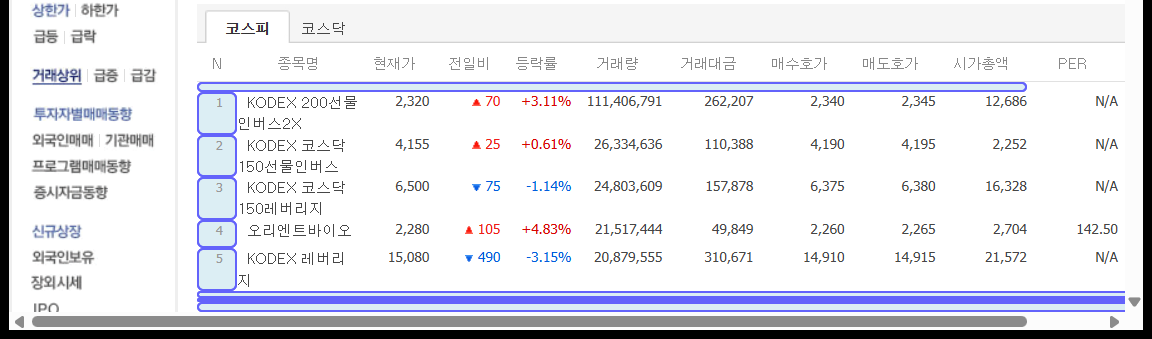 상한가 | 하한가
급등 | 급락
거래상위 | 급증 | 급감
투자자별매매동향
외국인매매 | 기관매매
프로그램매매동향
증시자금동향
신규상장
외국인보유
장외시세
IPO
코스피 코스닥
N 종목명 현재가 전일비 등락률 거래량 거래대금 매수호가 매도호가 시가총액 PER
1 KODEX 200선물 2,320 ▲ 70 +3.11% 111,406,791 262,207 2,340 2,345 12,686 N/A
인버스2X
2 KODEX 코스닥 4,155 ▲ 25 +0.61% 26,334,636 110,388 4,190 4,195 2,252 N/A
150선물인버스
3 KODEX 코스닥 6,500 ▼ 75 -1.14% 24,803,609 157,878 6,375 6,380 16,328 N/A
150레버리지
4 오리엔트바이오 2,280 ▲ 105 +4.83% 21,517,444 49,849 2,260 2,265 2,704 142.50
5 KODEX 레버리 15,080 ▼ 490 -3.15% 20,879,555 310,671 14,910 14,915 21,572 N/A
지